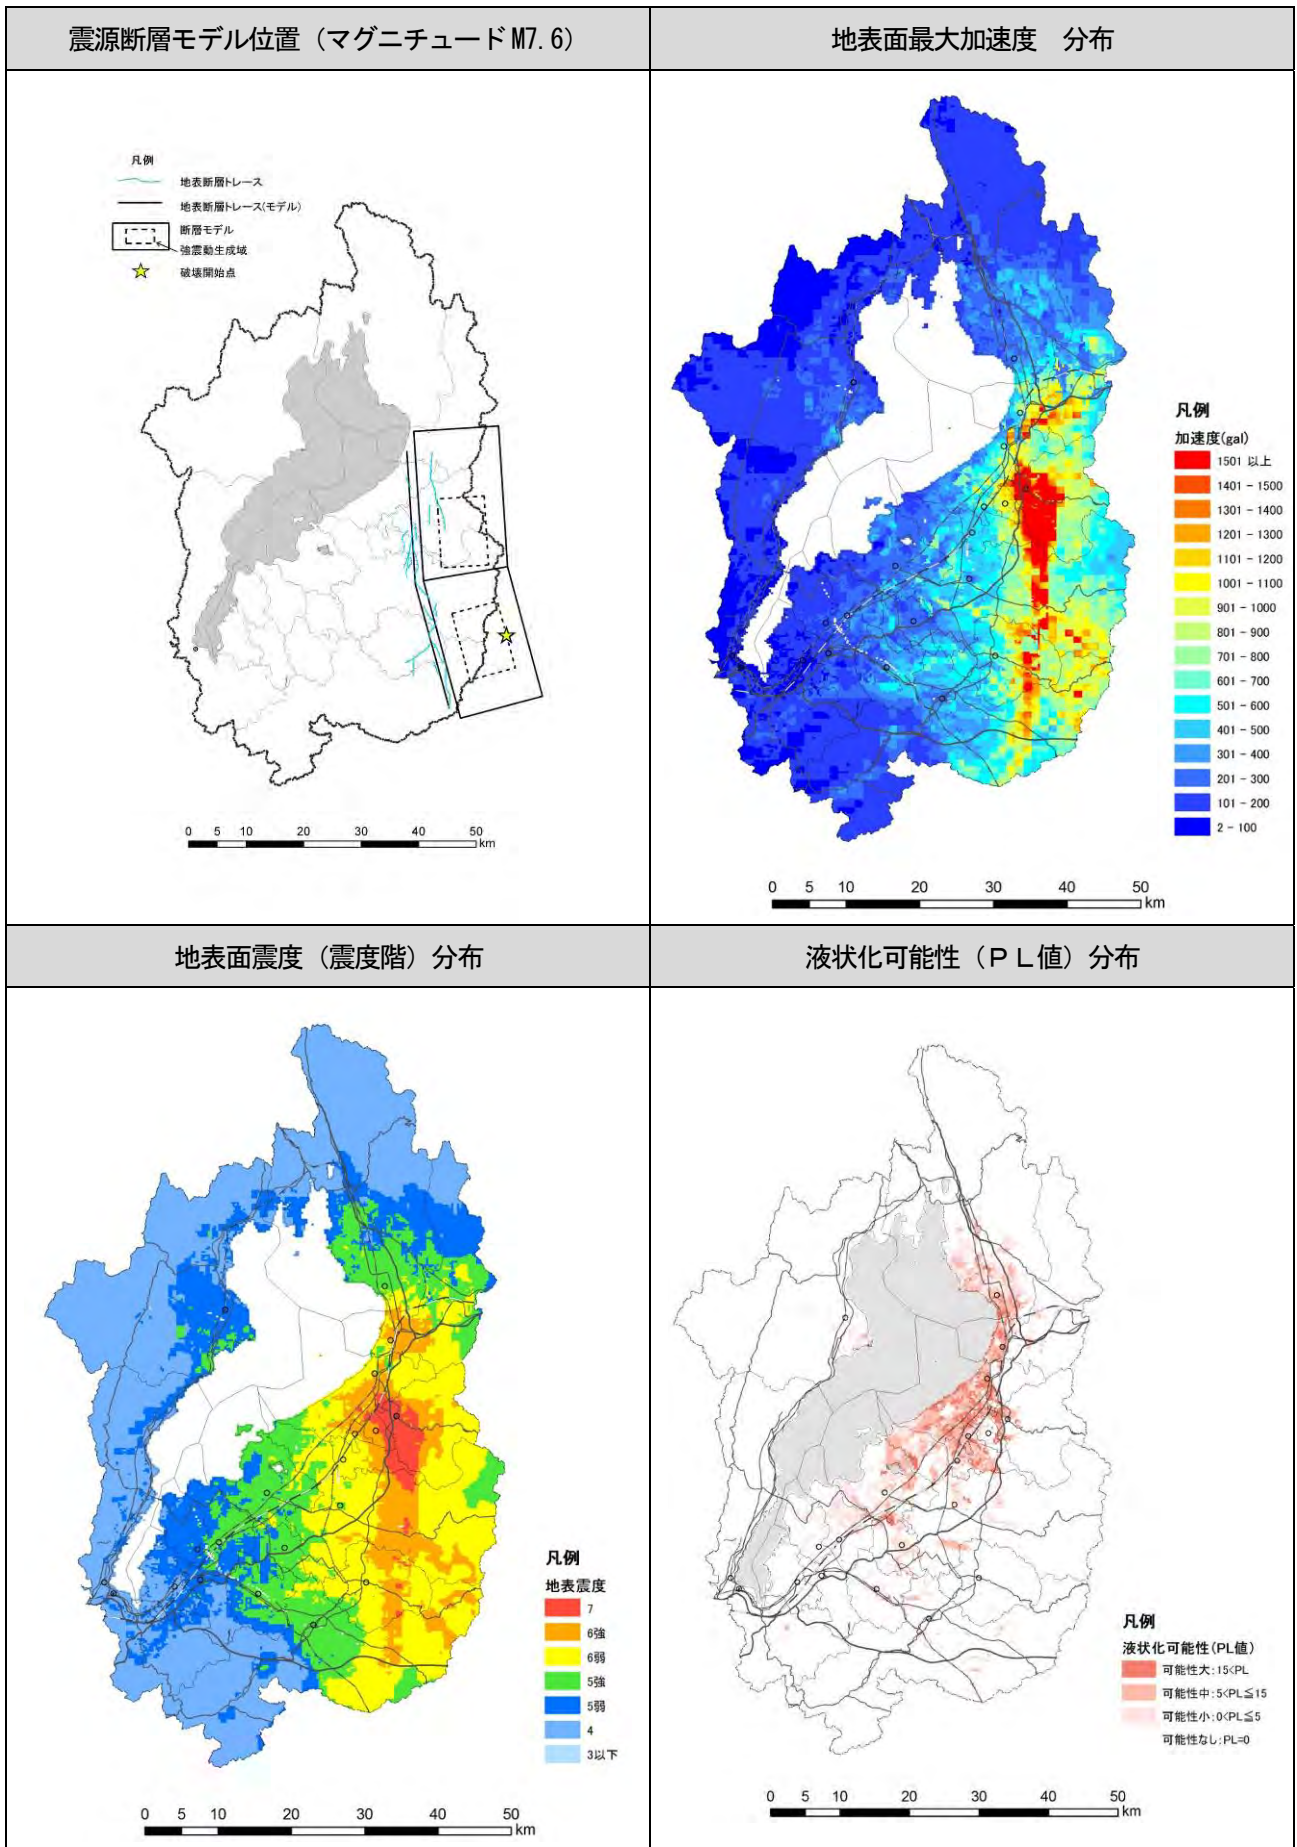 震源断層モデル位置（マグニチュードM7.6）
凡例
地表断層トレース
地表断層トレース(モデル)
断層モデル
強震動生成域
破壊開始点
0 5 10 20 30 40 50
km
地表面最大加速度　分布
凡例
加速度(gal)
1501 以上
1401 - 1500
1301 - 1400
1201 - 1300
1101 - 1200
1001 - 1100
901 - 1000
801 - 900
701 - 800
601 - 700
501 - 600
401 - 500
301 - 400
201 - 300
101 - 200
2 - 100
0 5 10 20 30 40 50
km
地表面震度（震度階）分布
凡例
地表震度
7
6強
6弱
5強
5弱
4
3以下
0 5 10 20 30 40 50
km
液状化可能性（ＰＬ値）分布
凡例
液状化可能性(PL値)
可能性大:15<PL
可能性中:5<PL≦15
可能性小:0<PL≦5
可能性なし:PL=0
0 5 10 20 30 40 50
km